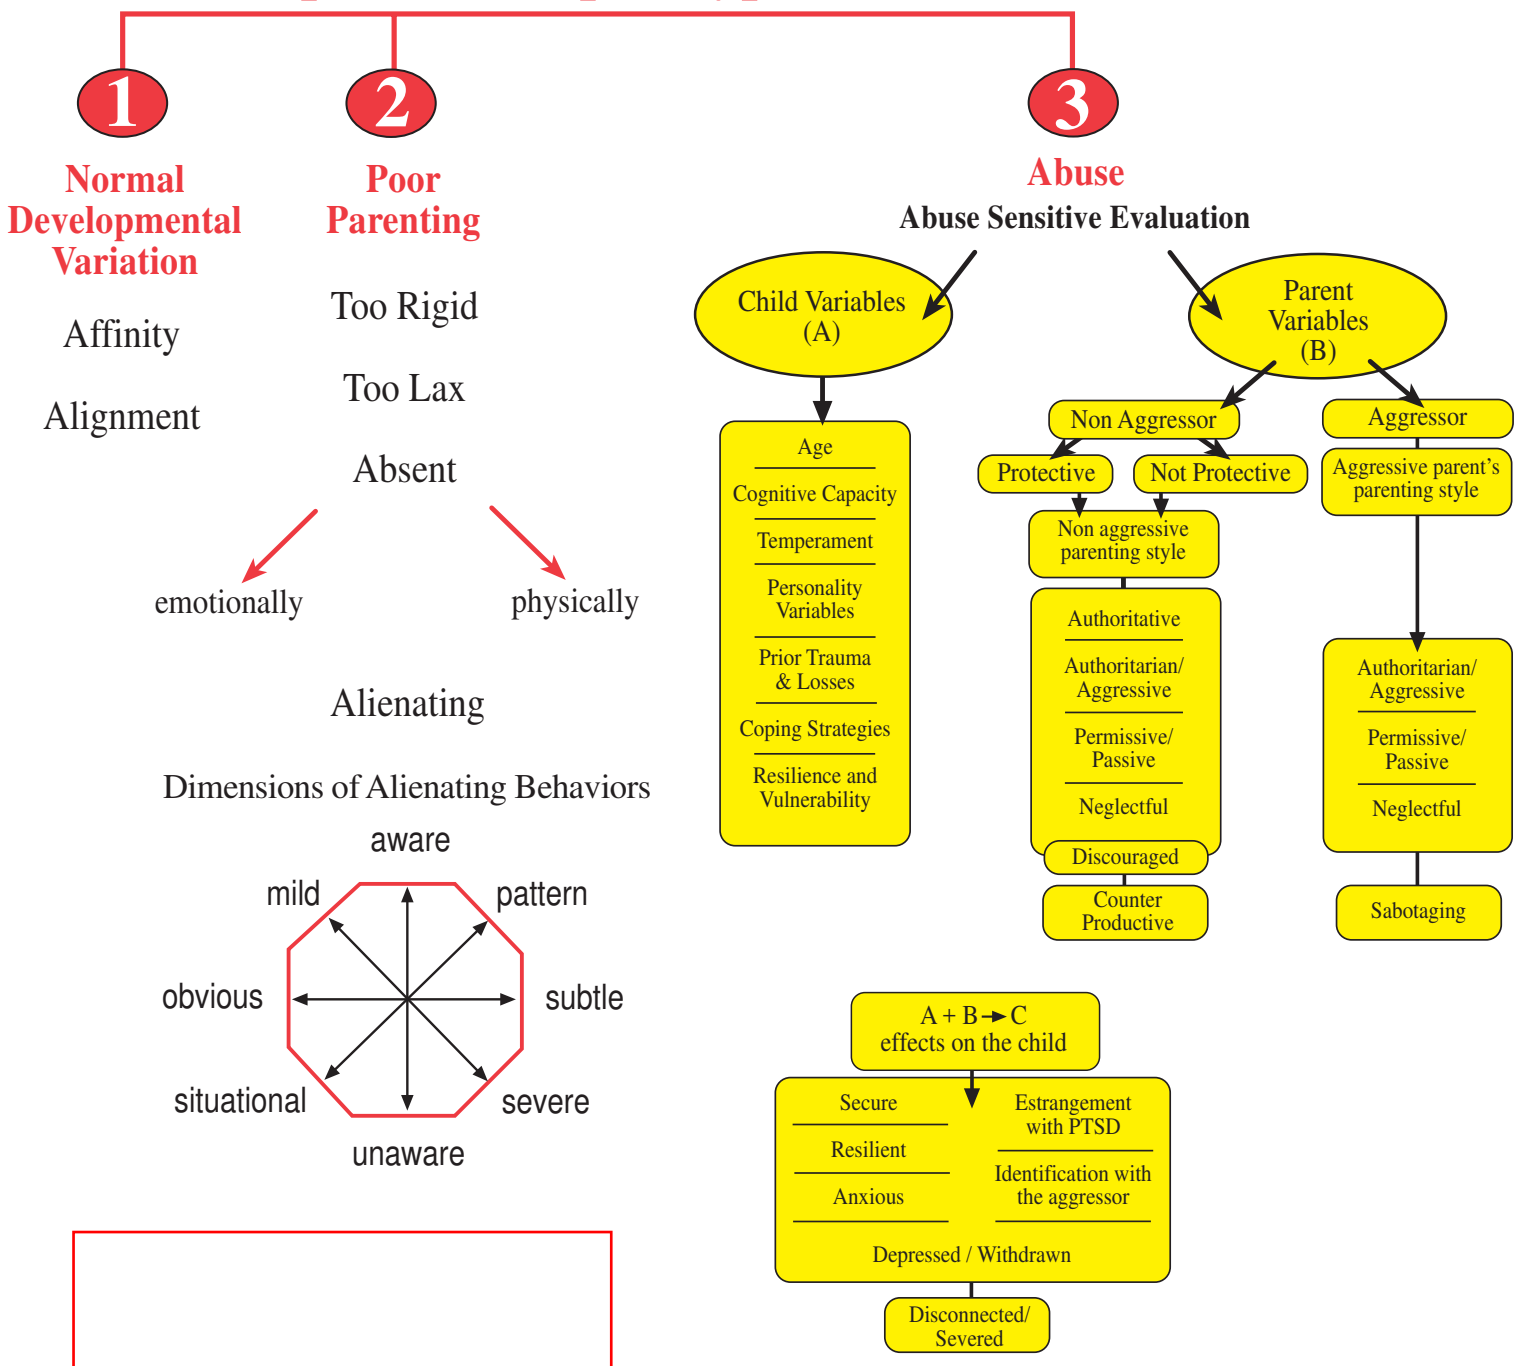 1
Normal
Developmental
Variation
Affinity
Alignment
2
Poor
Parenting
Too Rigid
Too Lax
Absent
emotionally
physically
Alienating
Dimensions of Alienating Behaviors
aware
mild
pattern
obvious
subtle
situational
severe
unaware
3
Abuse
Abuse Sensitive Evaluation
Child Variables
(A)
Age
Cognitive Capacity
Temperament
Personality
Variables
Prior Trauma
& Losses
Coping Strategies
Resilience and
Vulnerability
Parent
Variables
(B)
Non Aggressor
Protective
Not Protective
Non aggressive
parenting style
Authoritative
Authoritarian/
Aggressive
Permissive/
Passive
Neglectful
Discouraged
Counter
Productive
Aggressor
Aggressive parent's
parenting style
Authoritarian/
Aggressive
Permissive/
Passive
Neglectful
Sabotaging
A + B → C
effects on the child
Secure
Resilient
Anxious
Estrangement
with PTSD
Identification with
the aggressor
Depressed / Withdrawn
Disconnected/
Severed